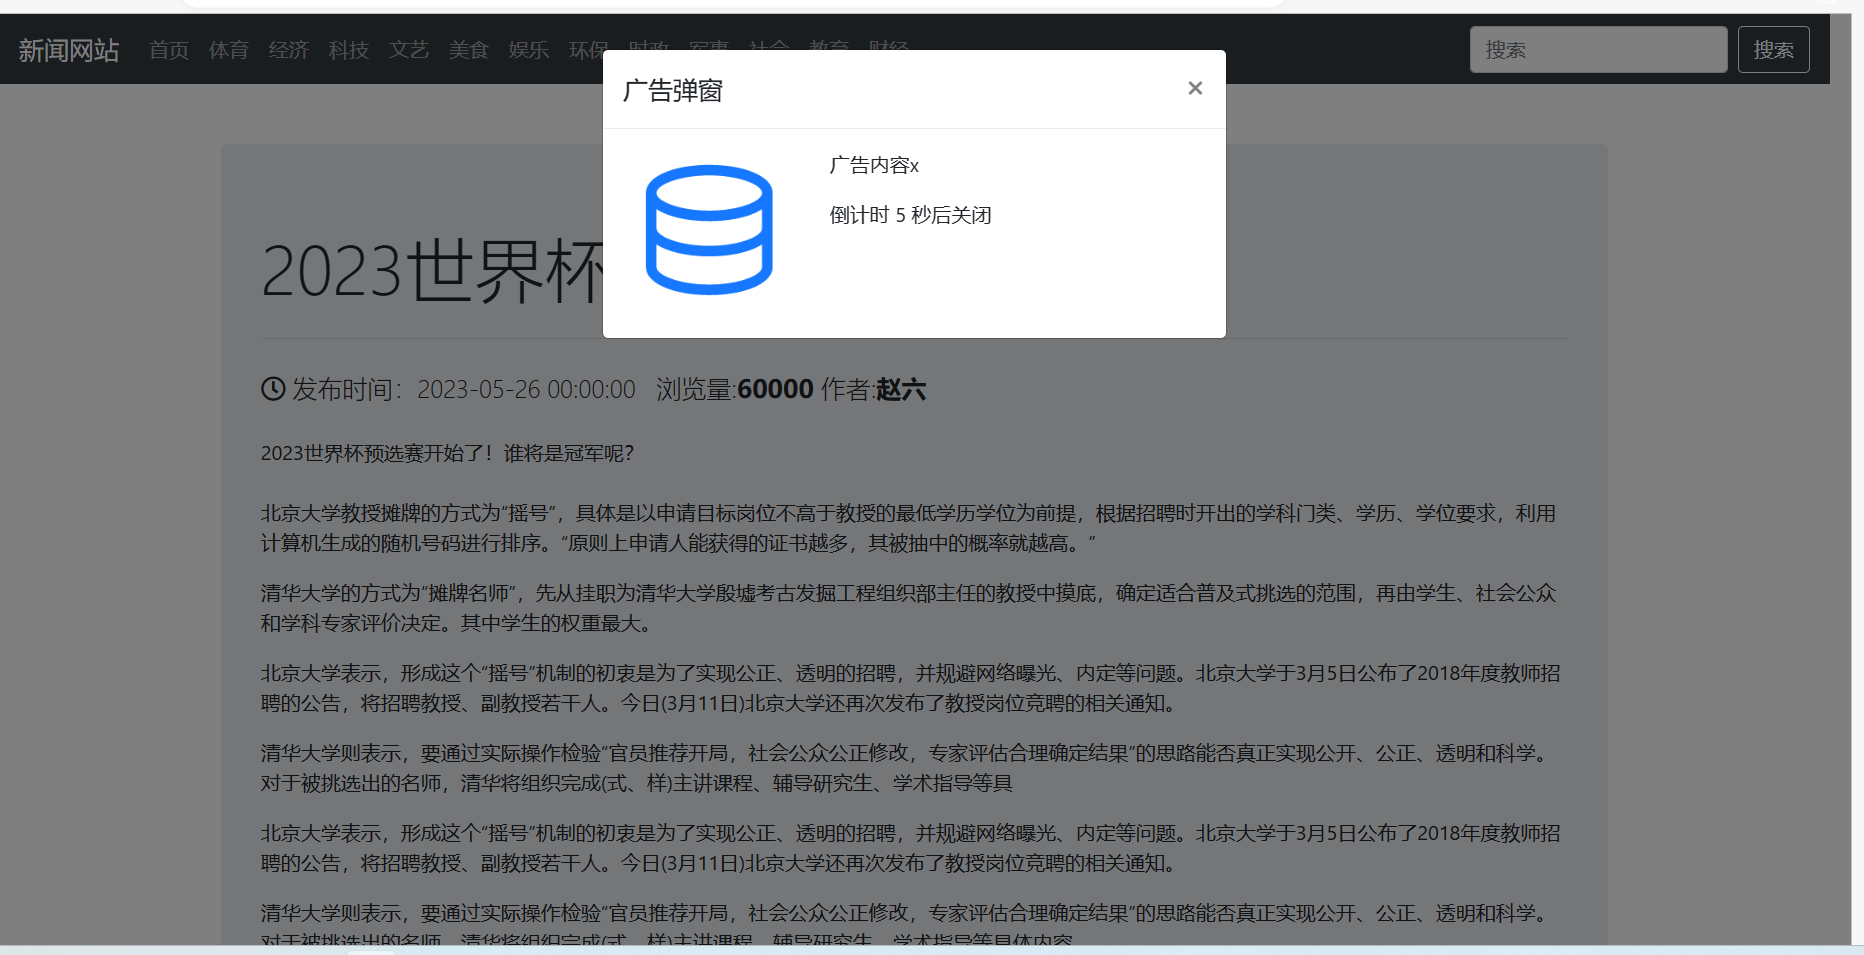 新闻网站 首页 体育 经济 科技 文艺 美食 娱乐 环保 时政 军事 社会 教育 财经 搜索 搜索
广告弹窗 ×
广告内容x
倒计时 5 秒后关闭
2023世界杯
发布时间：2023-05-26 00:00:00 浏览量:60000 作者:赵六
2023世界杯预选赛开始了！谁将是冠军呢？
北京大学教授摊牌的方式为“摇号”，具体是以申请目标岗位不高于教授的最低学历学位为前提，根据招聘时开出的学科门类、学历、学位要求，利用
计算机生成的随机号码进行排序。“原则上申请人能获得的证书越多，其被抽中的概率就越高。”
清华大学的方式为“摊牌名师”，先从挂职为清华大学殷墟考古发掘工程组织部主任的教授中摸底，确定适合普及式挑选的范围，再由学生、社会公众
和学科专家评价决定。其中学生的权重最大。
北京大学表示，形成这个“摇号”机制的初衷是为了实现公正、透明的招聘，并规避网络曝光、内定等问题。北京大学于3月5日公布了2018年度教师招
聘的公告，将招聘教授、副教授若干人。今日(3月11日)北京大学还再次发布了教授岗位竞聘的相关通知。
清华大学则表示，要通过实际操作检验“官员推荐开局，社会公众公正修改，专家评估合理确定结果”的思路能否真正实现公开、公正、透明和科学。
对于被挑选出的名师，清华将组织完成(式、样)主讲课程、辅导研究生、学术指导等具
北京大学表示，形成这个“摇号”机制的初衷是为了实现公正、透明的招聘，并规避网络曝光、内定等问题。北京大学于3月5日公布了2018年度教师招
聘的公告，将招聘教授、副教授若干人。今日(3月11日)北京大学还再次发布了教授岗位竞聘的相关通知。
清华大学则表示，要通过实际操作检验“官员推荐开局，社会公众公正修改，专家评估合理确定结果”的思路能否真正实现公开、公正、透明和科学。
对于被挑选出的名师，清华将组织完成(式、样)主讲课程、辅导研究生、学术指导等具体内容